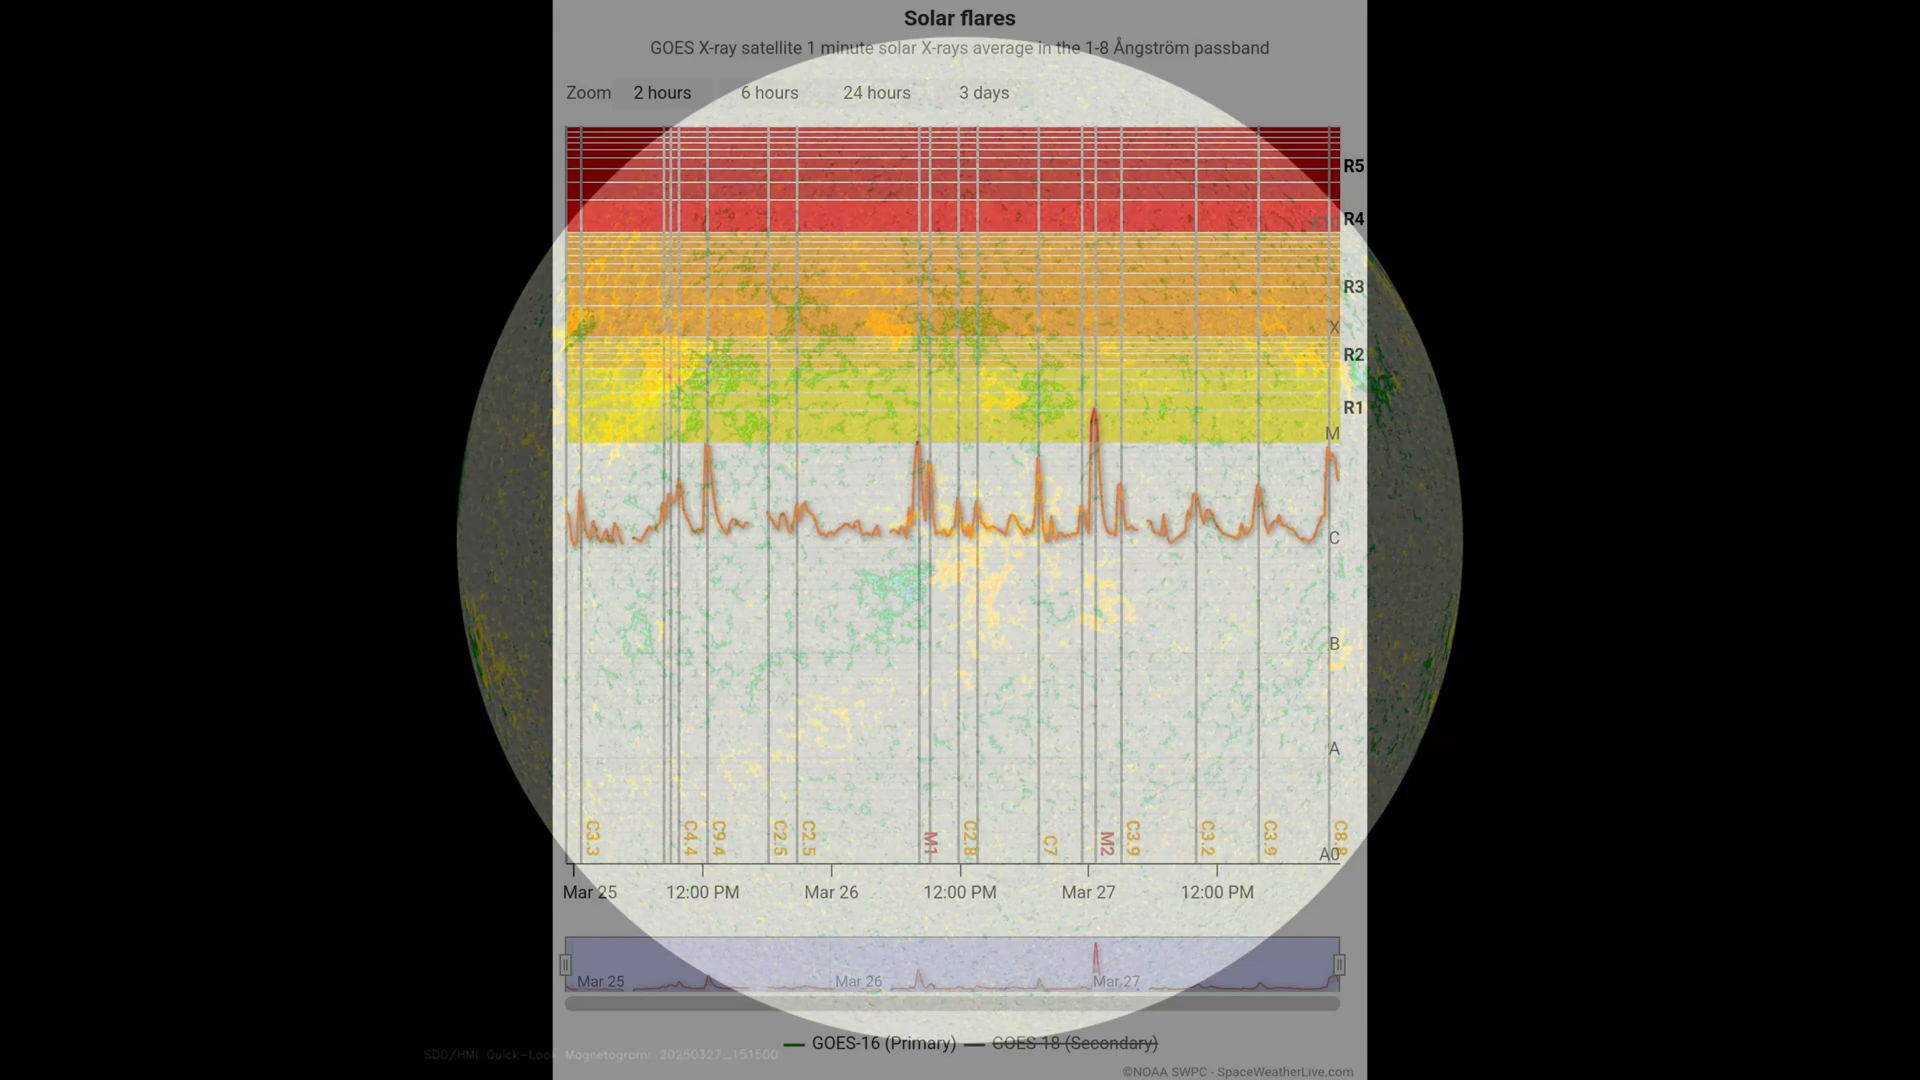 Solar flares
GOES X-ray satellite 1 minute solar X-rays average in the 1-8 Ångström passband
Zoom 2 hours 6 hours 24 hours 3 days
R5
R4
R3
X
R2
R1
M
C
B
A
C3.3 C4.4 C9.4 C2.5 C2.5 M1 C2.8 C7 M2 C3.9 C3.2 C3.9 C8.8
A0
Mar 25 12:00 PM Mar 26 12:00 PM Mar 27 12:00 PM
Mar 25 Mar 26 Mar 27
GOES-16 (Primary) GOES-18 (Secondary)
SDO/HMI Quick-Look Magnetogram: 20250327_151500
©NOAA SWPC - SpaceWeatherLive.com